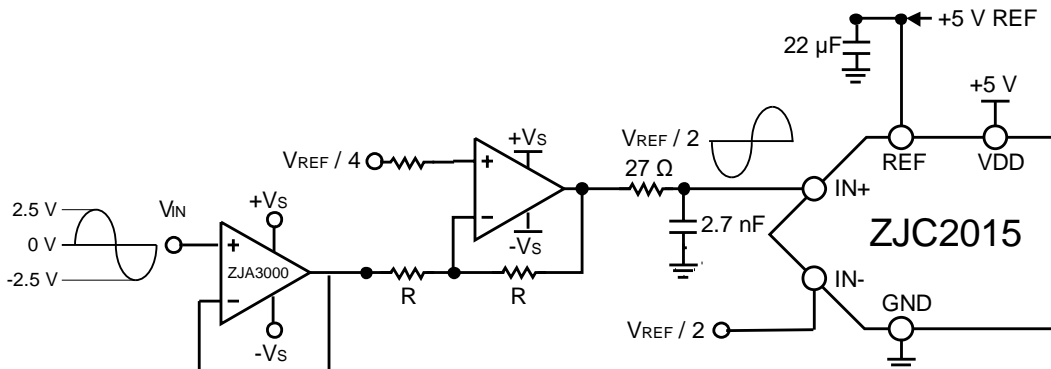 +5 V REF
22 µF
+5 V
+VS
VREF / 4
+
-
-VS
VREF / 2
27 Ω
2.7 nF
REF
VDD
IN+
ZJC2015
IN-
GND
VREF / 2
2.5 V
0 V
-2.5 V
VIN
+VS
+
ZJA3000
-
-VS
R
R